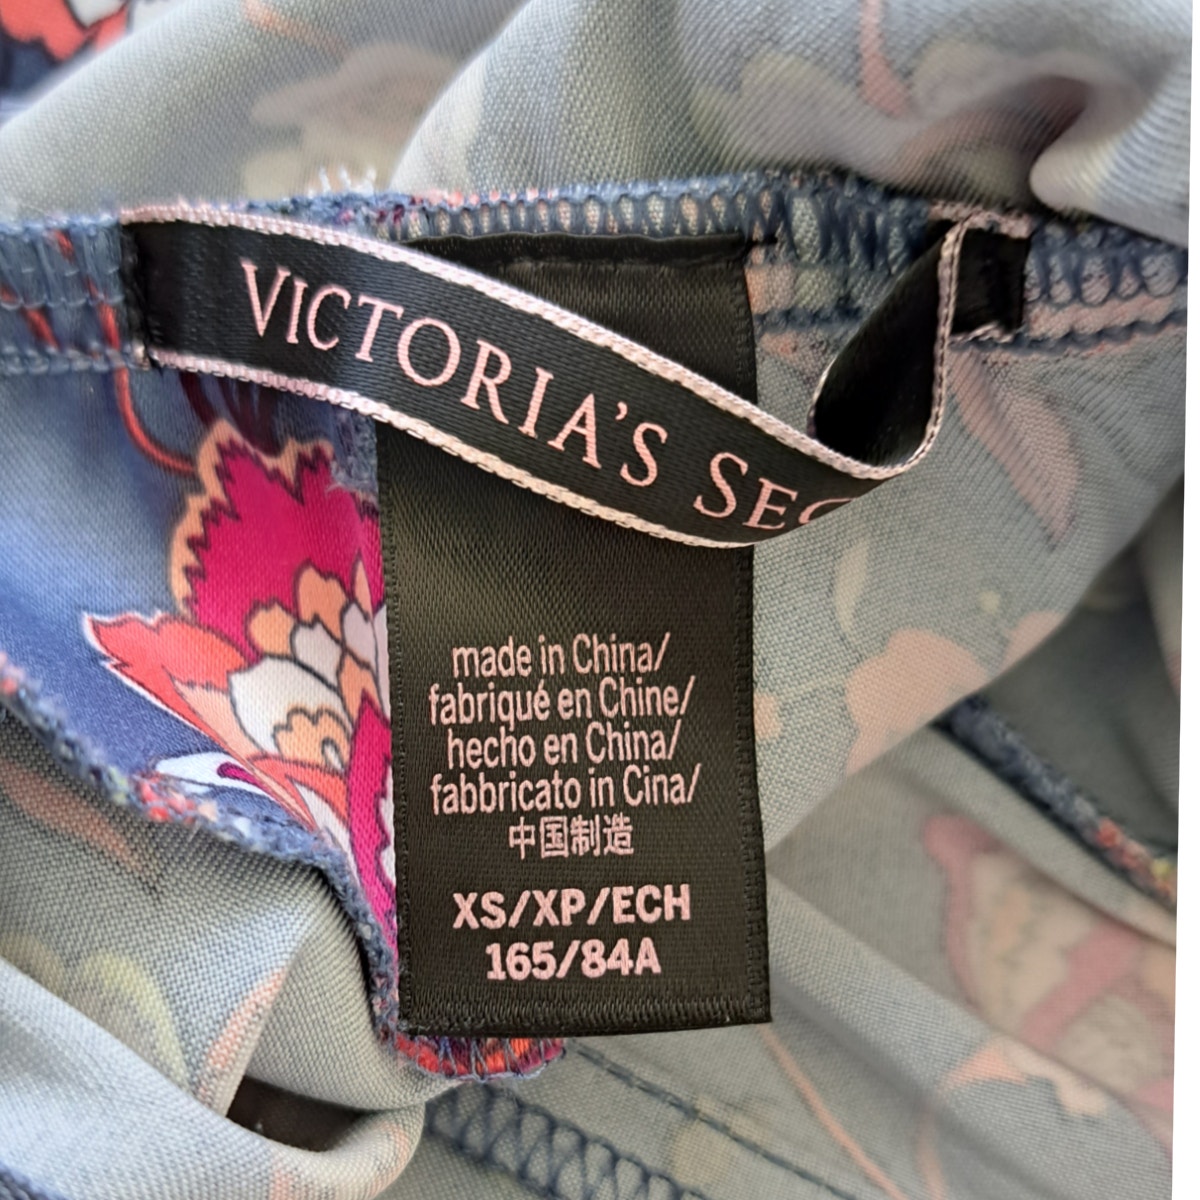 VICTORIA'S
made in China/
fabriqué en Chine/
hecho en China/
fabbricato in Cina/
中国制造
XS/XP/ECH
165/84A